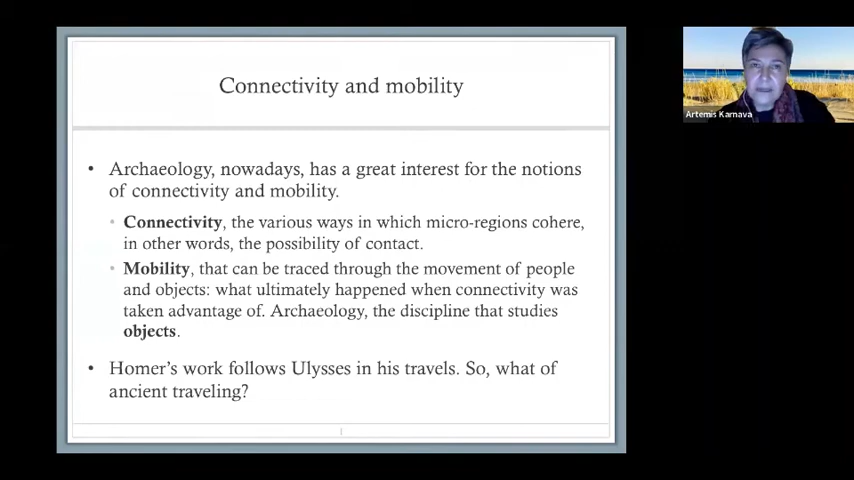 Connectivity and mobility
• Archaeology, nowadays, has a great interest for the notions
of connectivity and mobility.
• Connectivity, the various ways in which micro-regions cohere,
in other words, the possibility of contact.
• Mobility, that can be traced through the movement of people
and objects: what ultimately happened when connectivity was
taken advantage of. Archaeology, the discipline that studies
objects.
• Homer's work follows Ulysses in his travels. So, what of
ancient traveling?
Artemis Karnava